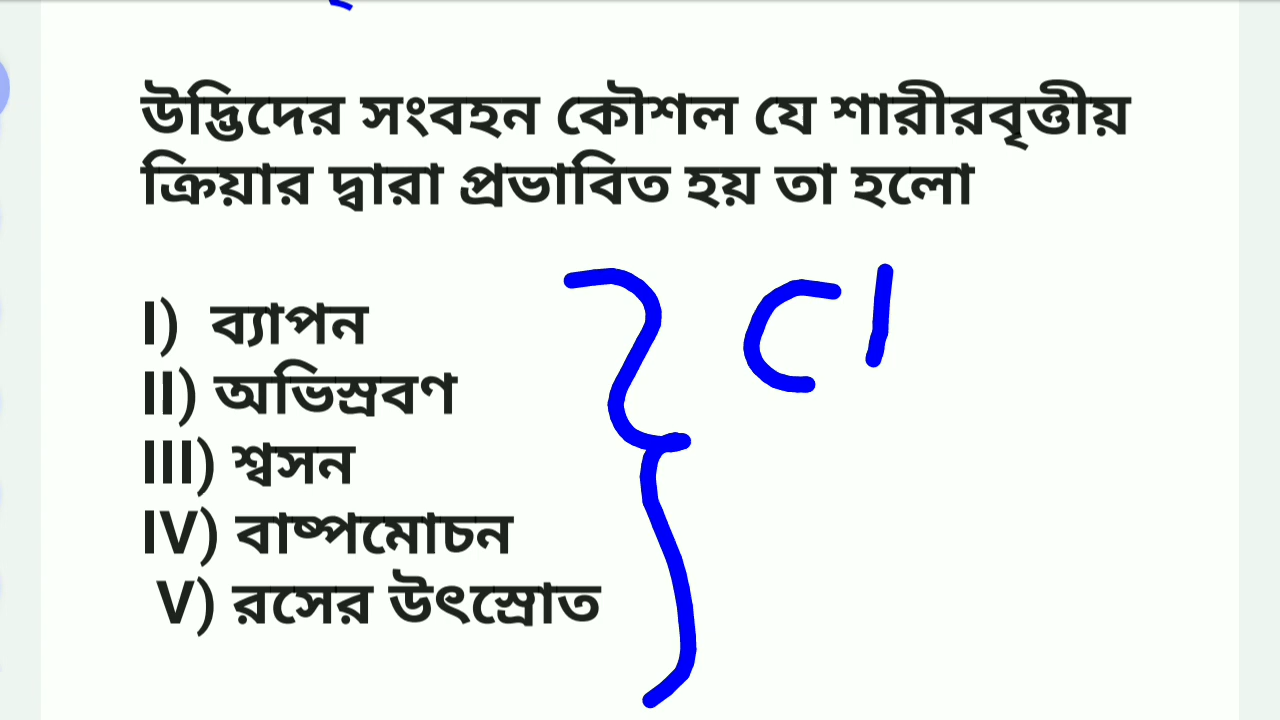 উদ্ভিদের সংবহন কৌশল যে শারীরবৃত্তীয়
ক্রিয়ার দ্বারা প্রভাবিত হয় তা হলো
I) ব্যাপন
II) অভিস্রবণ
III) শ্বসন
IV) বাষ্পমোচন
V) রসের উৎস্রোত